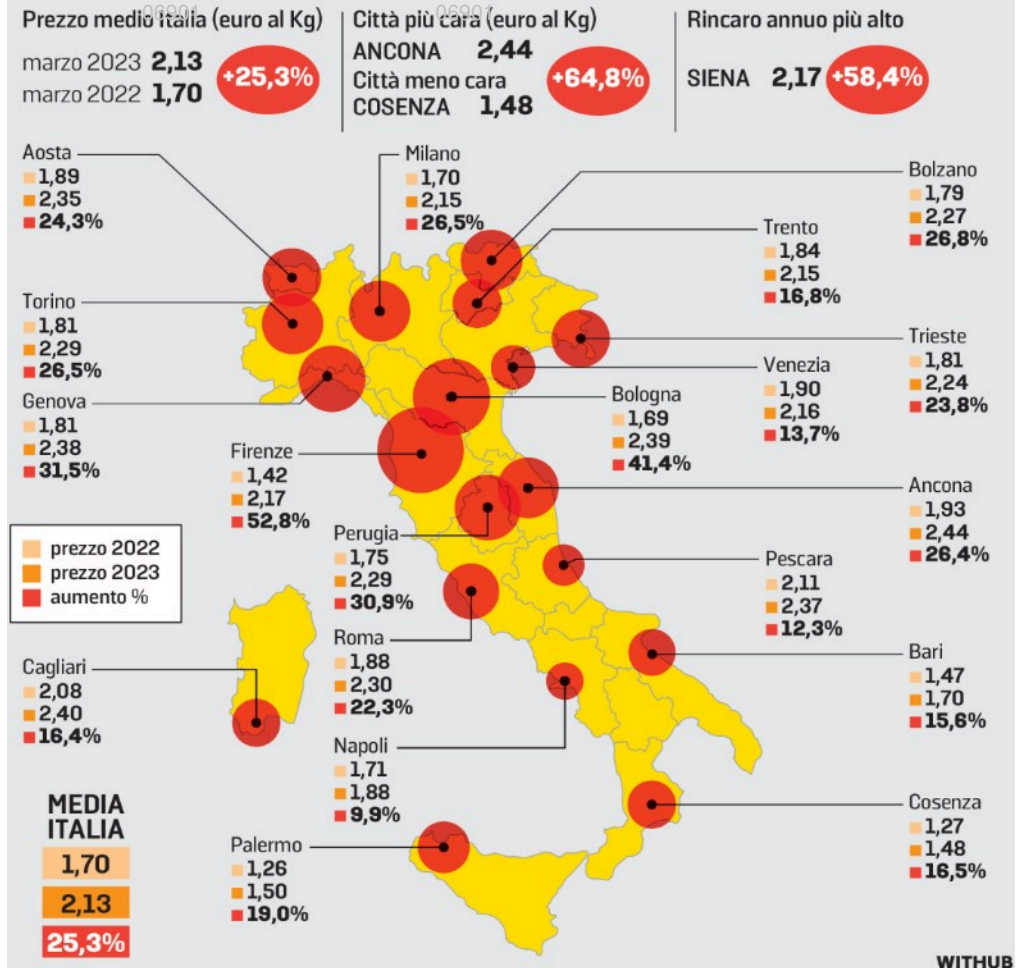 06901
06901
Prezzo medio Italia (euro al Kg)
marzo 2023 2,13
marzo 2022 1,70
+25,3%
Città più cara (euro al Kg)
ANCONA 2,44
Città meno cara
COSENZA 1,48
+64,8%
Rincaro annuo più alto
SIENA 2,17 +58,4%
Aosta
1,89
2,35
24,3%
Milano
1,70
2,15
26,5%
Bolzano
1,79
2,27
26,8%
Trento
1,84
2,15
16,8%
Torino
1,81
2,29
26,5%
Trieste
1,81
2,24
23,8%
Venezia
1,90
2,16
13,7%
Genova
1,81
2,38
31,5%
Bologna
1,69
2,39
41,4%
Firenze
1,42
2,17
52,8%
Ancona
1,93
2,44
26,4%
Perugia
1,75
2,29
30,9%
prezzo 2022
prezzo 2023
aumento %
Pescara
2,11
2,37
12,3%
Roma
1,88
2,30
22,3%
Bari
1,47
1,70
15,6%
Cagliari
2,08
2,40
16,4%
Napoli
1,71
1,88
9,9%
Cosenza
1,27
1,48
16,5%
Palermo
1,26
1,50
19,0%
MEDIA
ITALIA
1,70
2,13
25,3%
WITHUB